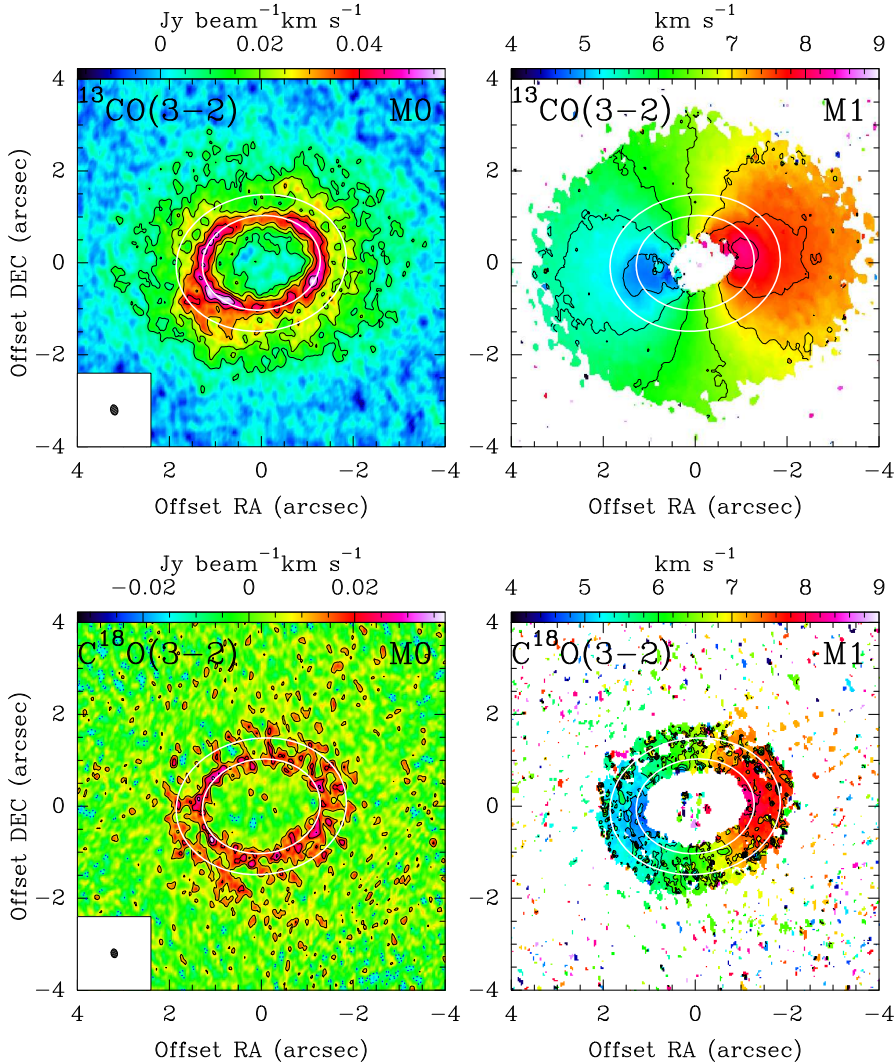 Jy beam⁻¹km s⁻¹
0 0.02 0.04
km s⁻¹
4 5 6 7 8 9
¹³CO(3−2) M0
¹³CO(3−2) M1
Offset DEC (arcsec)
4 2 0 −2 −4
4 2 0 −2 −4
4 2 0 −2 −4
Offset RA (arcsec)
4 2 0 −2 −4
Offset RA (arcsec)
Jy beam⁻¹km s⁻¹
−0.02 0 0.02
km s⁻¹
4 5 6 7 8 9
C¹⁸O(3−2) M0
C¹⁸O(3−2) M1
Offset DEC (arcsec)
4 2 0 −2 −4
4 2 0 −2 −4
4 2 0 −2 −4
Offset RA (arcsec)
4 2 0 −2 −4
Offset RA (arcsec)